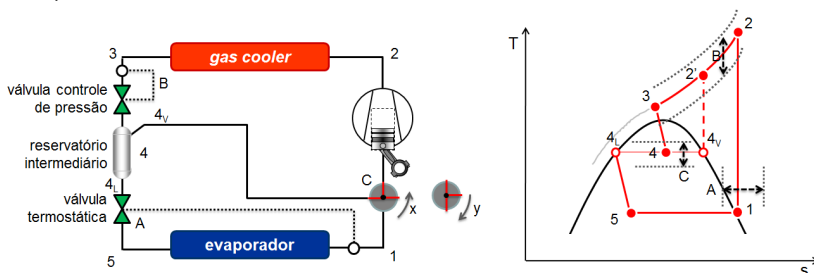 3
gas cooler
2
B
válvula controle
de pressão
4V
reservatório
intermediário
4
4L
C
x
y
válvula
termostática
A
evaporador
5
1
T
2
B
2'
3
4L
4
4V
C
A
5
1
s